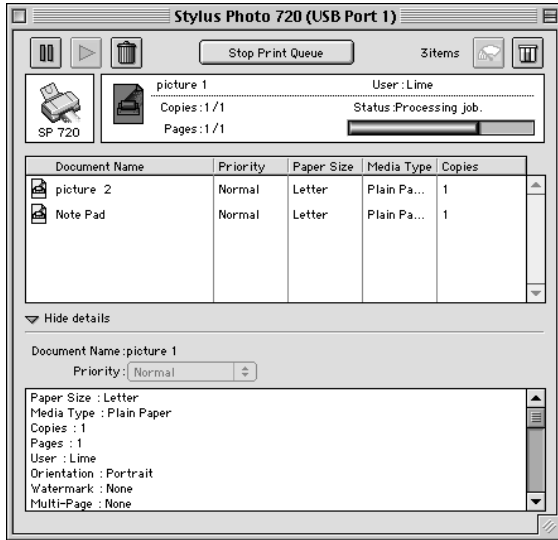 Stylus Photo 720 (USB Port 1)
Stop Print Queue
3items
SP 720
picture 1
User:Lime
Copies:1/1
Status:Processing job.
Pages:1/1
Document Name Priority Paper Size Media Type Copies
picture 2 Normal Letter Plain Pa... 1
Note Pad Normal Letter Plain Pa... 1
Hide details
Document Name:picture 1
Priority: Normal
Paper Size : Letter
Media Type : Plain Paper
Copies : 1
Pages : 1
User : Lime
Orientation : Portrait
Watermark : None
Multi-Page : None